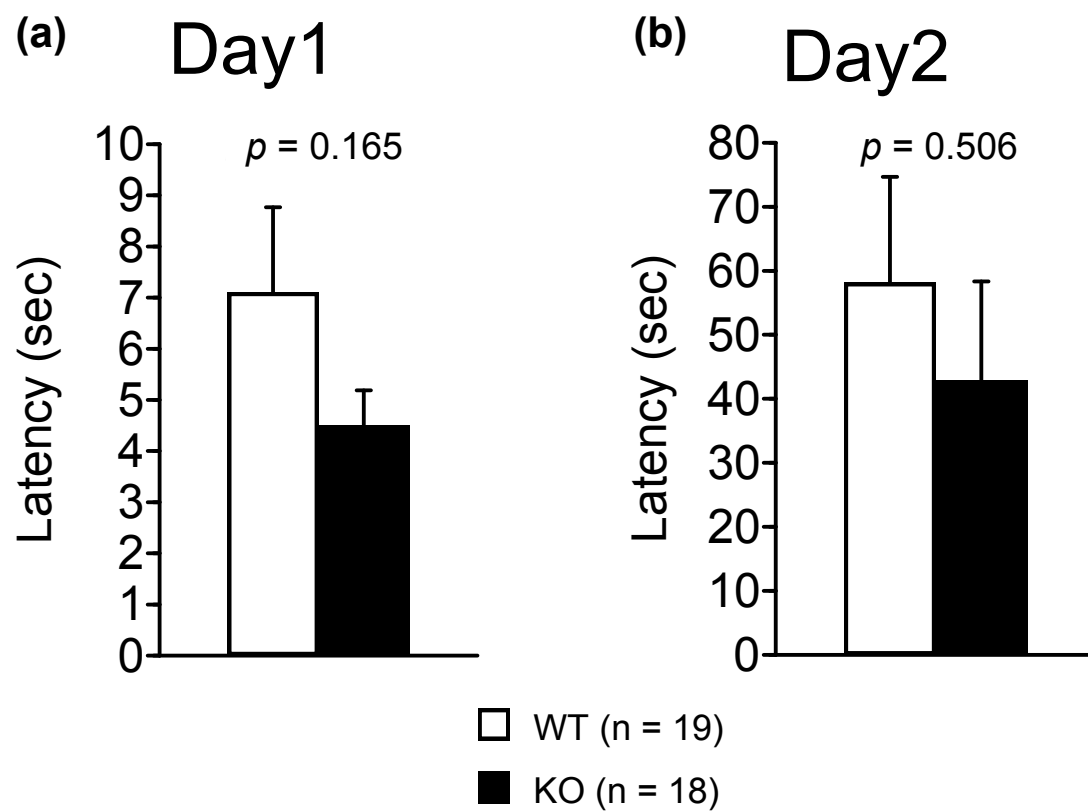 (a) Day1
p = 0.165
10
9
8
7
6
5
4
3
2
1
0
Latency (sec)
(b) Day2
p = 0.506
80
70
60
50
40
30
20
10
0
Latency (sec)
WT (n = 19)
KO (n = 18)